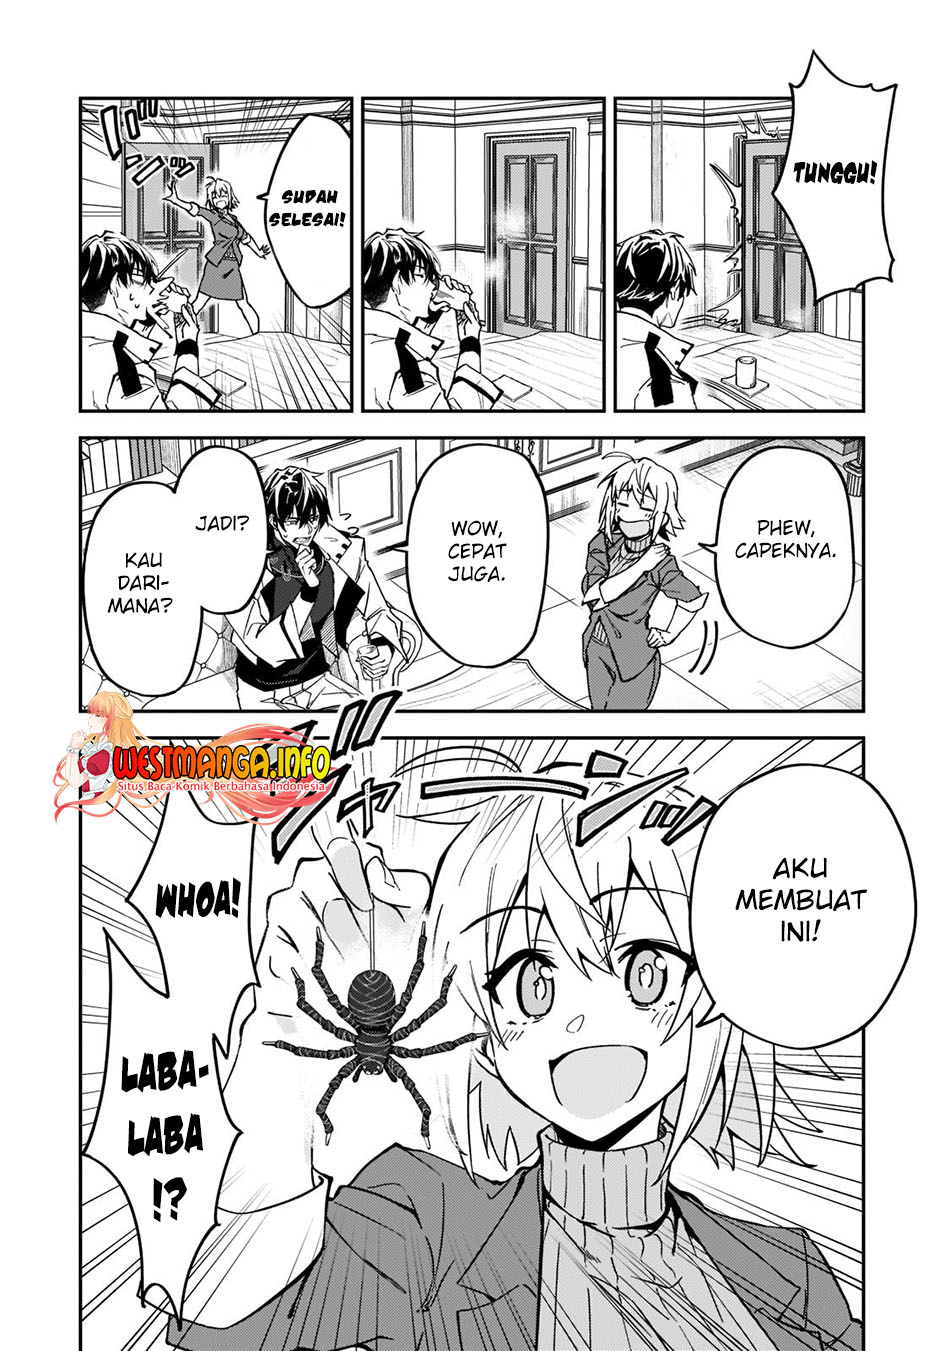 TUNGGU!
SUDAH
SELESAI!
PHEW,
CAPEKNYA.
WOW,
CEPAT
JUGA.
JADI?
KAU
DARI-
MANA?
AKU
MEMBUAT
INI!
WHOA!
LABA-
LABA
!?
WESTMANGA.INFO
Situs Baca Komik Berbahasa Indonesia